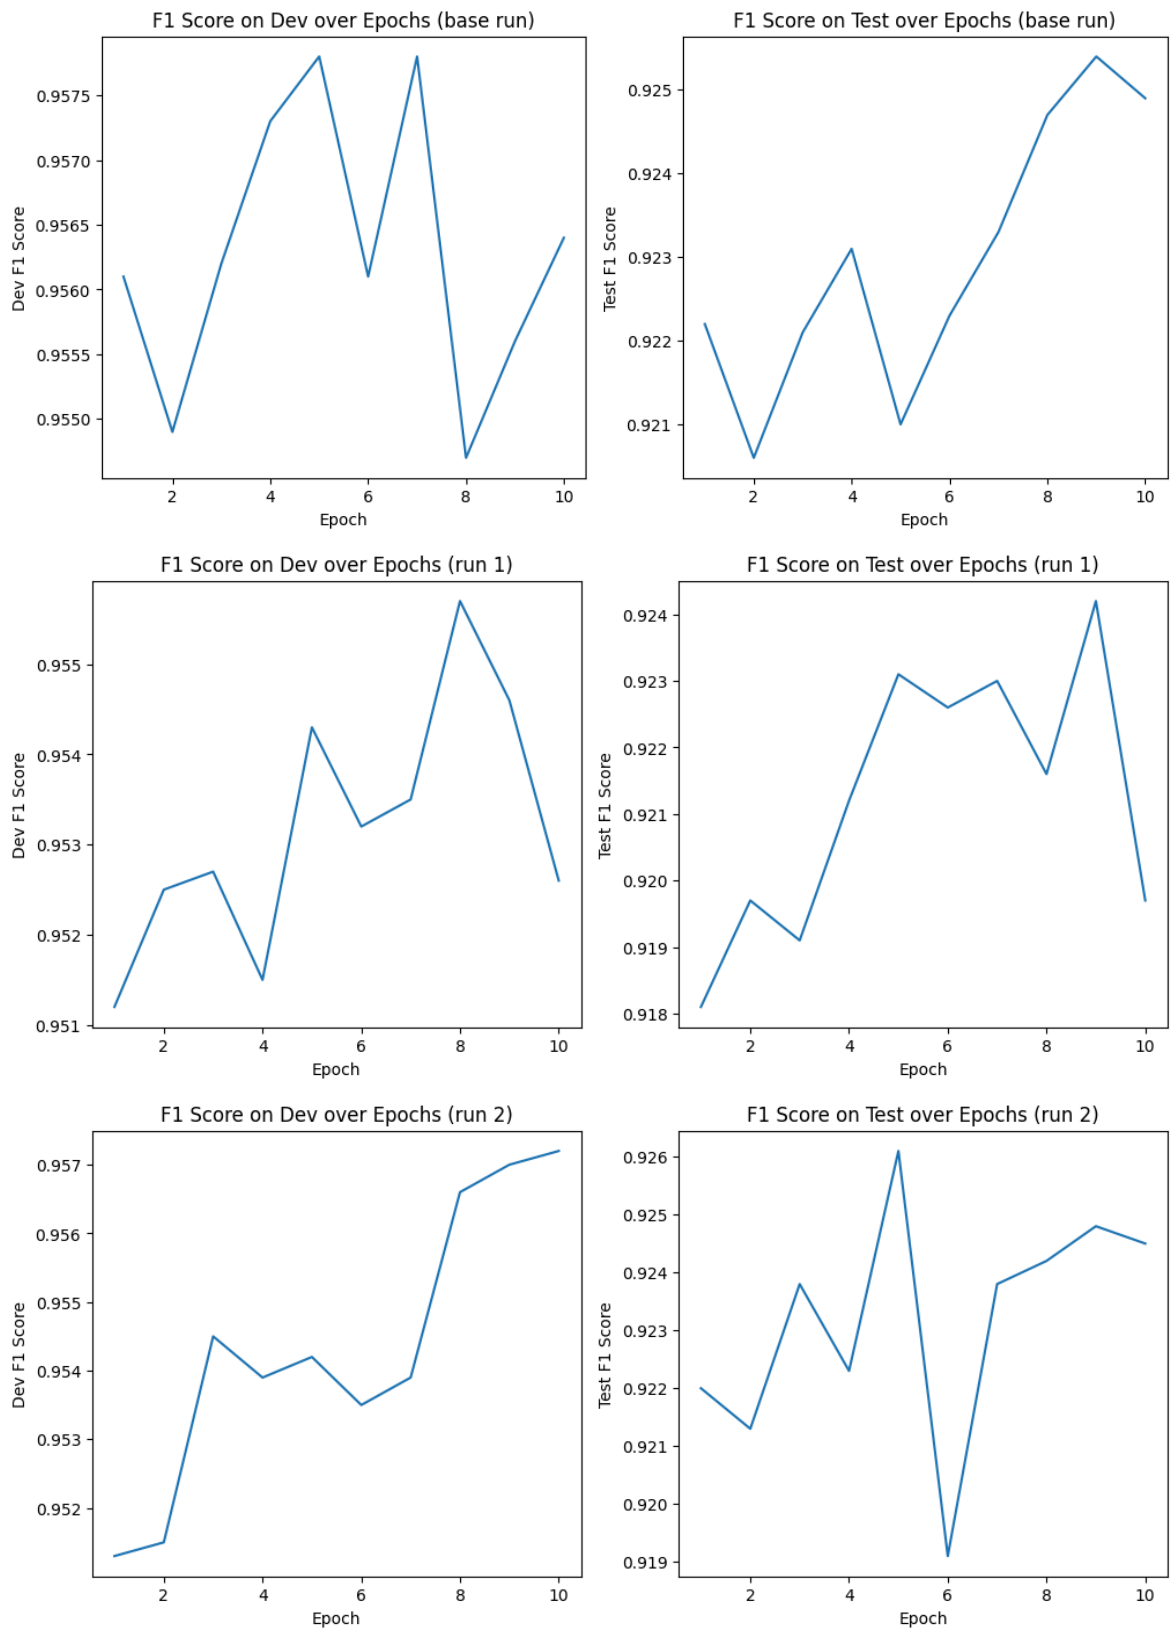 F1 Score on Dev over Epochs (base run)
0.9575
0.9570
0.9565
0.9560
0.9555
0.9550
Dev F1 Score
2 4 6 8 10
Epoch
F1 Score on Test over Epochs (base run)
0.925
0.924
0.923
0.922
0.921
Test F1 Score
2 4 6 8 10
Epoch
F1 Score on Dev over Epochs (run 1)
0.955
0.954
0.953
0.952
0.951
Dev F1 Score
2 4 6 8 10
Epoch
F1 Score on Test over Epochs (run 1)
0.924
0.923
0.922
0.921
0.920
0.919
0.918
Test F1 Score
2 4 6 8 10
Epoch
F1 Score on Dev over Epochs (run 2)
0.957
0.956
0.955
0.954
0.953
0.952
Dev F1 Score
2 4 6 8 10
Epoch
F1 Score on Test over Epochs (run 2)
0.926
0.925
0.924
0.923
0.922
0.921
0.920
0.919
Test F1 Score
2 4 6 8 10
Epoch